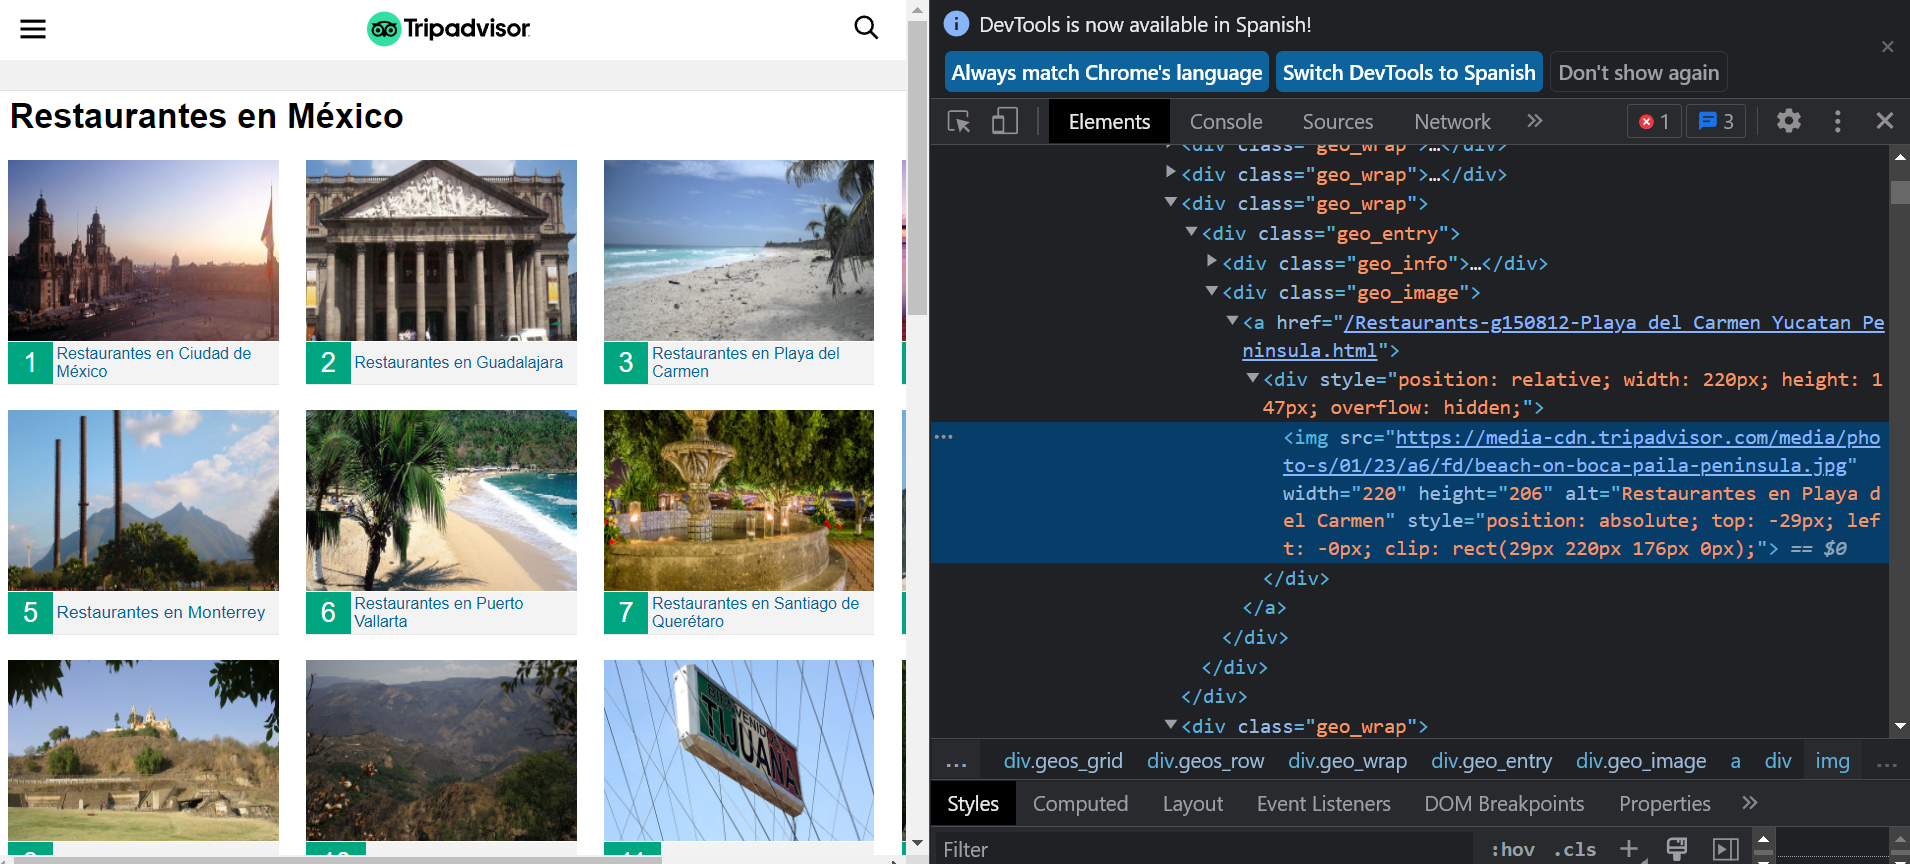 Tripadvisor
Restaurantes en México
1 Restaurantes en Ciudad de
México
2 Restaurantes en Guadalajara
3 Restaurantes en Playa del
Carmen
5 Restaurantes en Monterrey
6 Restaurantes en Puerto
Vallarta
7 Restaurantes en Santiago de
Querétaro
TIJUANA
DevTools is now available in Spanish!
Always match Chrome's language
Switch DevTools to Spanish
Don't show again
Elements Console Sources Network » 1 3
<div class="geo_wrap">…</div>
<div class="geo_wrap">…</div>
<div class="geo_wrap">
<div class="geo_entry">
<div class="geo_info">…</div>
<div class="geo_image">
<a href="/Restaurants-g150812-Playa_del_Carmen_Yucatan_Pe
ninsula.html">
<div style="position: relative; width: 220px; height: 1
47px; overflow: hidden;">
<img src="https://media-cdn.tripadvisor.com/media/pho
to-s/01/23/a6/fd/beach-on-boca-paila-peninsula.jpg"
width="220" height="206" alt="Restaurantes en Playa d
el Carmen" style="position: absolute; top: -29px; lef
t: -0px; clip: rect(29px 220px 176px 0px);"> == $0
</div>
</a>
</div>
</div>
</div>
<div class="geo_wrap">
... div.geos_grid div.geos_row div.geo_wrap div.geo_entry div.geo_image a div img ...
Styles Computed Layout Event Listeners DOM Breakpoints Properties »
Filter :hov .cls +